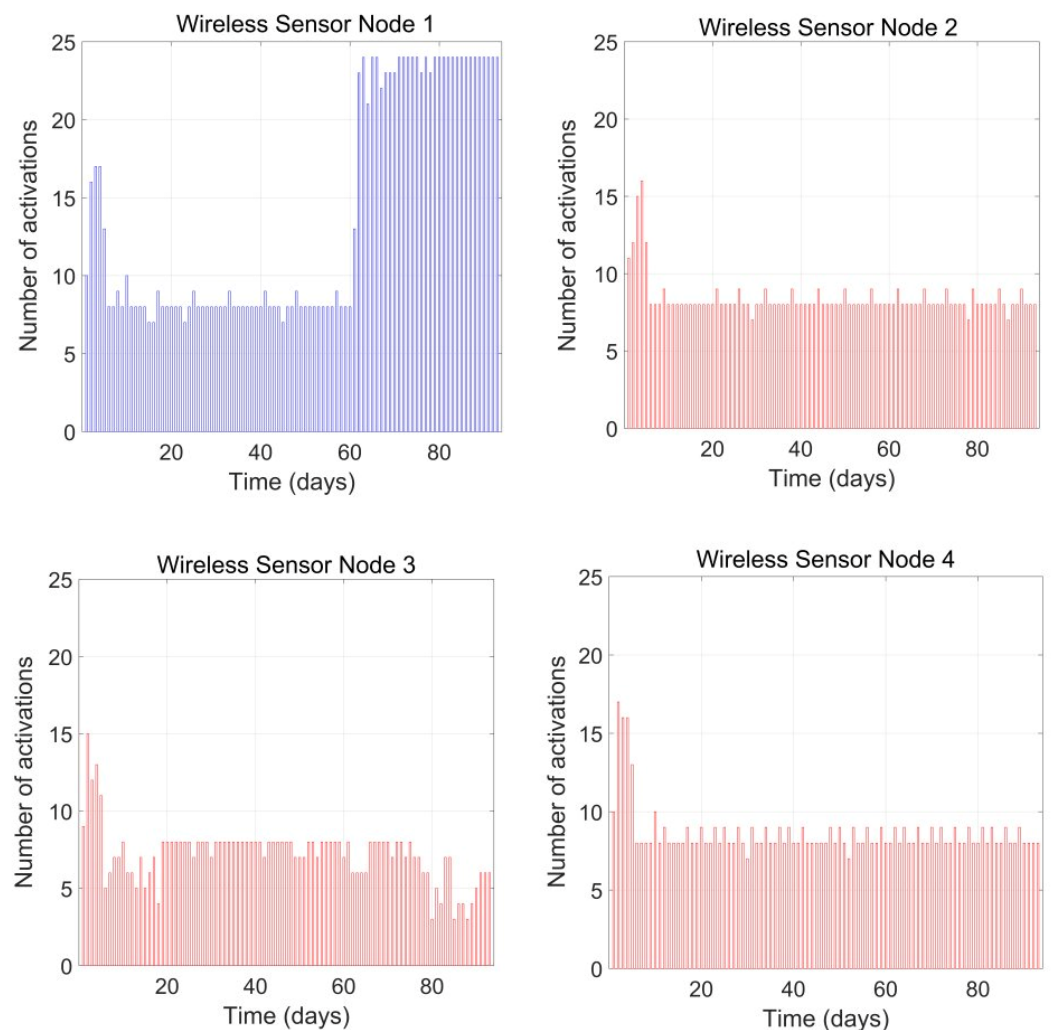 Wireless Sensor Node 1
25
20
15
10
5
0
Number of activations
20 40 60 80
Time (days)
Wireless Sensor Node 2
25
20
15
10
5
0
Number of activations
20 40 60 80
Time (days)
Wireless Sensor Node 3
25
20
15
10
5
0
Number of activations
20 40 60 80
Time (days)
Wireless Sensor Node 4
25
20
15
10
5
0
Number of activations
20 40 60 80
Time (days)